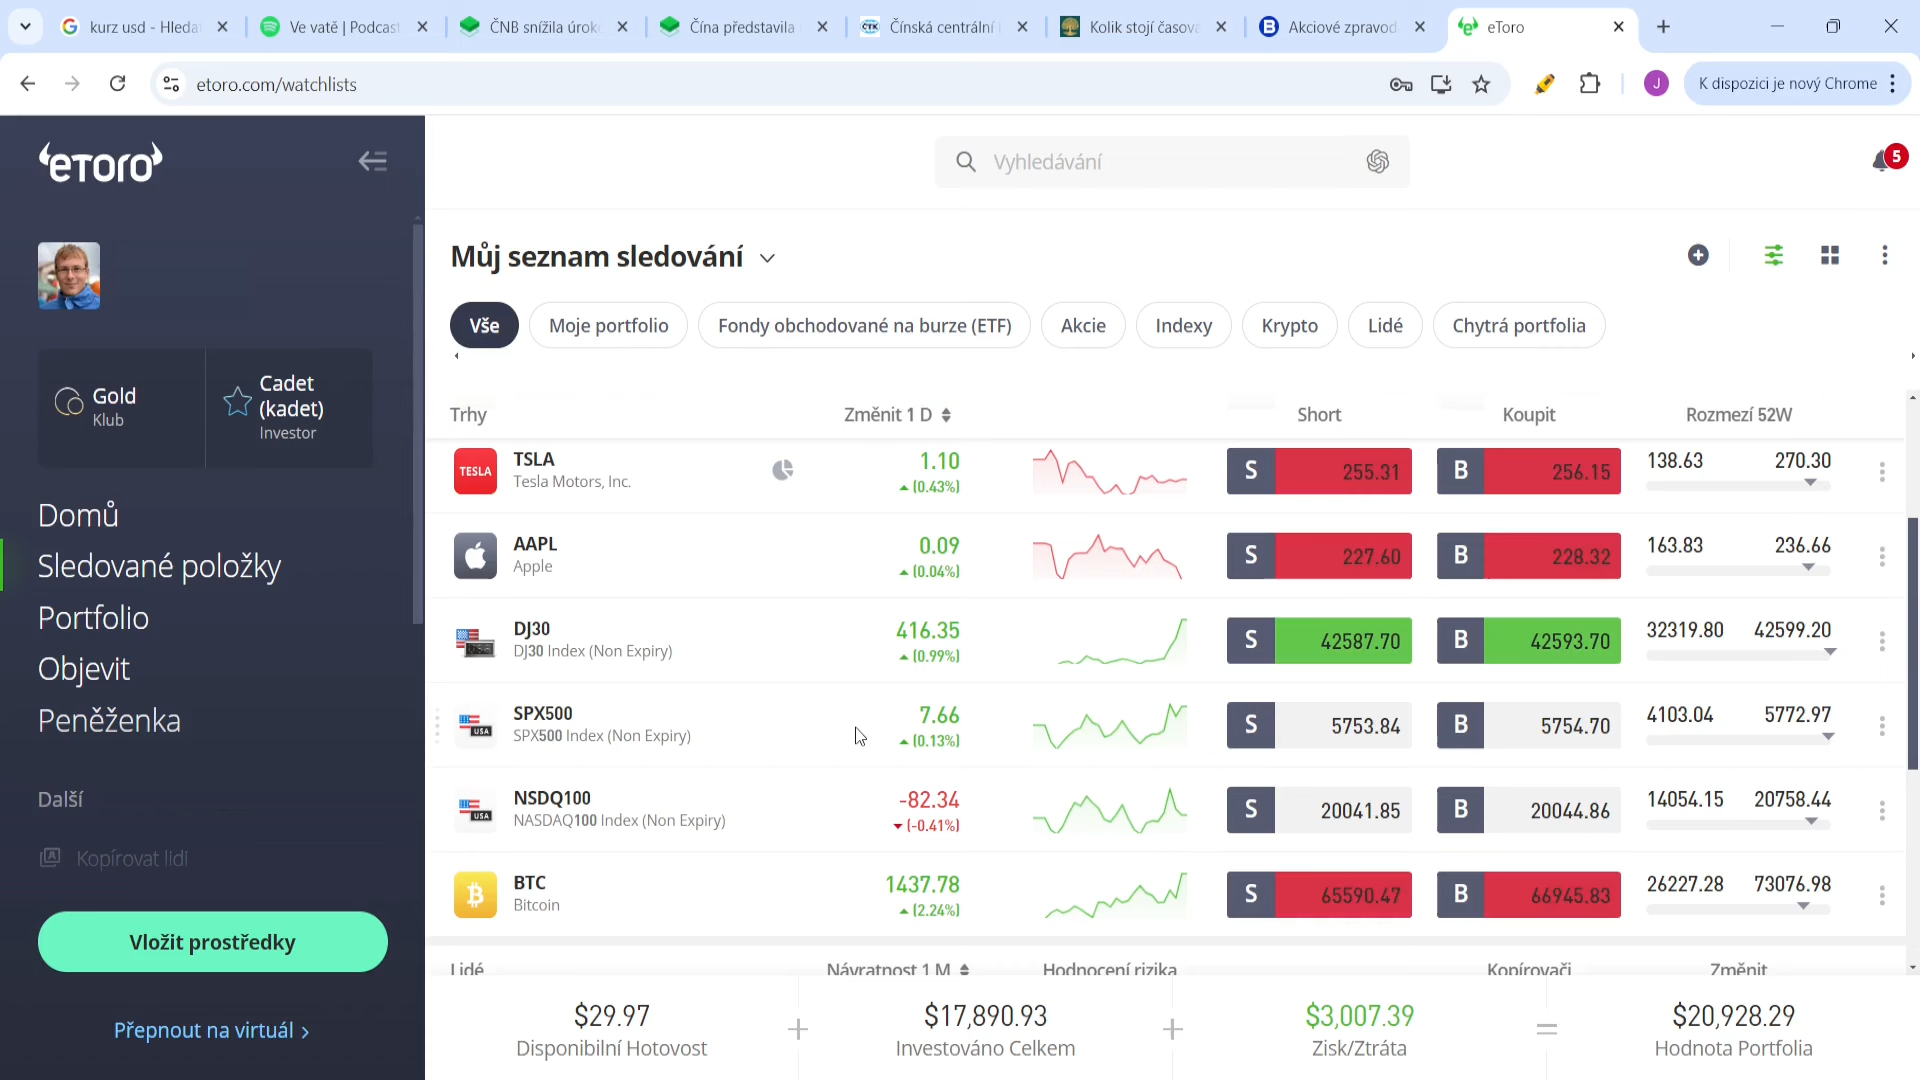 kurz usd - Hleda
Ve vatě | Podcast
ČNB snížila úrok
Čína představila
ČTK
Čínská centrální
Kolik stojí časova
B
Akciové zpravod
eToro
etoro.com/watchlists
J
K dispozici je nový Chrome
eToro
Vyhledávání
5
Gold
Klub
Cadet
(kadet)
Investor
Domů
Sledované položky
Portfolio
Objevit
Peněženka
Další
Kopírovat lidi
Vložit prostředky
Přepnout na virtuál >
Můj seznam sledování
Vše
Moje portfolio
Fondy obchodované na burze (ETF)
Akcie
Indexy
Krypto
Lidé
Chytrá portfolia
Trhy
Změnit 1 D
Short
Koupit
Rozmezí 52W
TESLA
TSLA
Tesla Motors, Inc.
1.10
(0.43%)
S 255.31
B 256.15
138.63 270.30
AAPL
Apple
0.09
(0.04%)
S 227.60
B 228.32
163.83 236.66
DJ30
DJ30 Index (Non Expiry)
416.35
(0.99%)
S 42587.70
B 42593.70
32319.80 42599.20
USA
SPX500
SPX500 Index (Non Expiry)
7.66
(0.13%)
S 5753.84
B 5754.70
4103.04 5772.97
USA
NSDQ100
NASDAQ100 Index (Non Expiry)
-82.34
(-0.41%)
S 20041.85
B 20044.86
14054.15 20758.44
BTC
Bitcoin
1437.78
(2.24%)
S 65590.47
B 66945.83
26227.28 73076.98
Lidé
Návratnost 1 M
Hodnocení rizika
Kopírovači
Změnit
$29.97
Disponibilní Hotovost
+
$17,890.93
Investováno Celkem
+
$3,007.39
Zisk/Ztráta
=
$20,928.29
Hodnota Portfolia